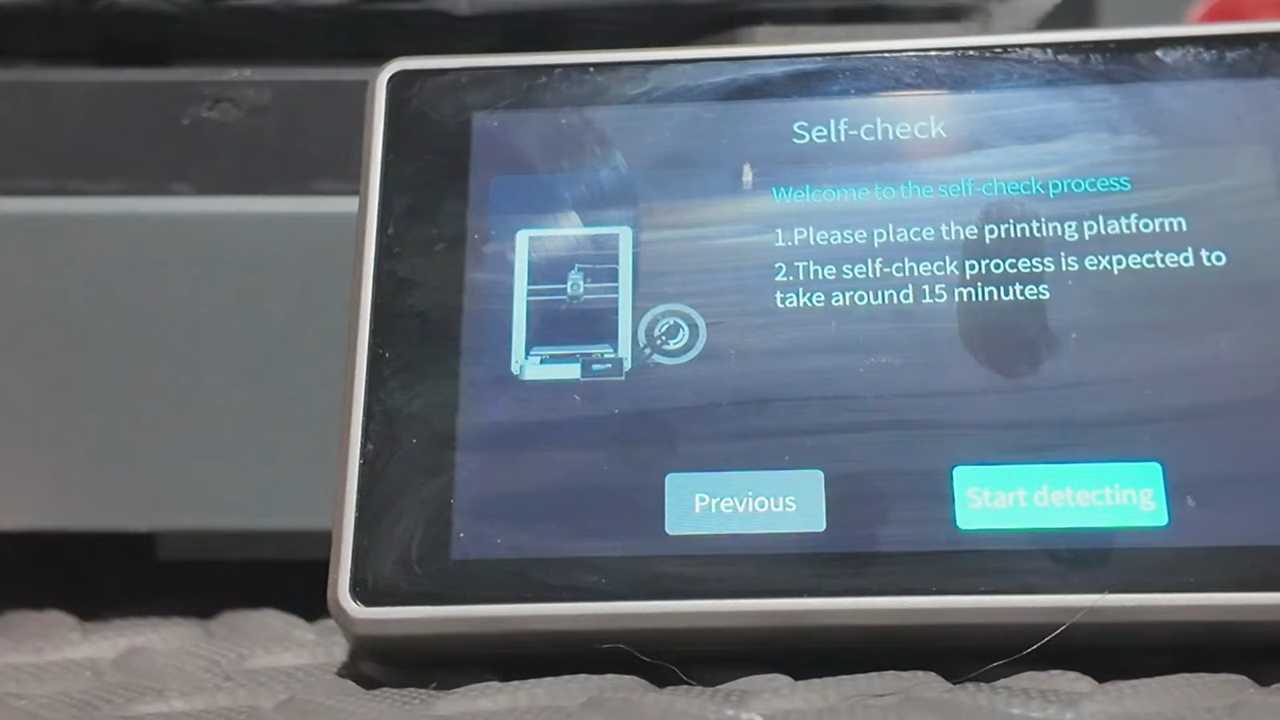 Self-check
Welcome to the self-check process
1.Please place the printing platform
2.The self-check process is expected to
take around 15 minutes
Previous
Start detecting